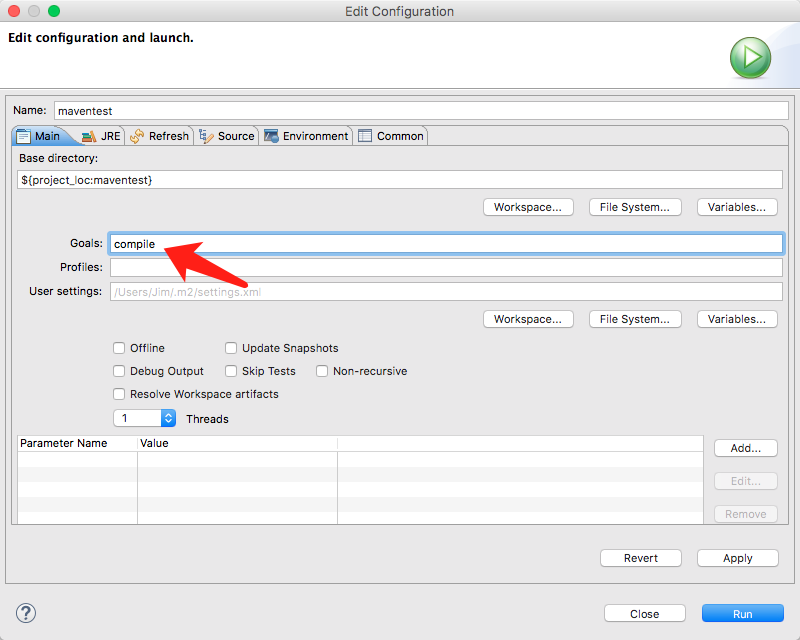 Edit Configuration
Edit configuration and launch.
Name: maventest
Main JRE Refresh Source Environment Common
Base directory:
${project_loc:maventest}
Workspace... File System... Variables...
Goals: compile
Profiles:
User settings: /Users/Jim/.m2/settings.xml
Workspace... File System... Variables...
Offline Update Snapshots
Debug Output Skip Tests Non-recursive
Resolve Workspace artifacts
1 Threads
Parameter Name Value
Add...
Edit...
Remove
Revert Apply
? Close Run